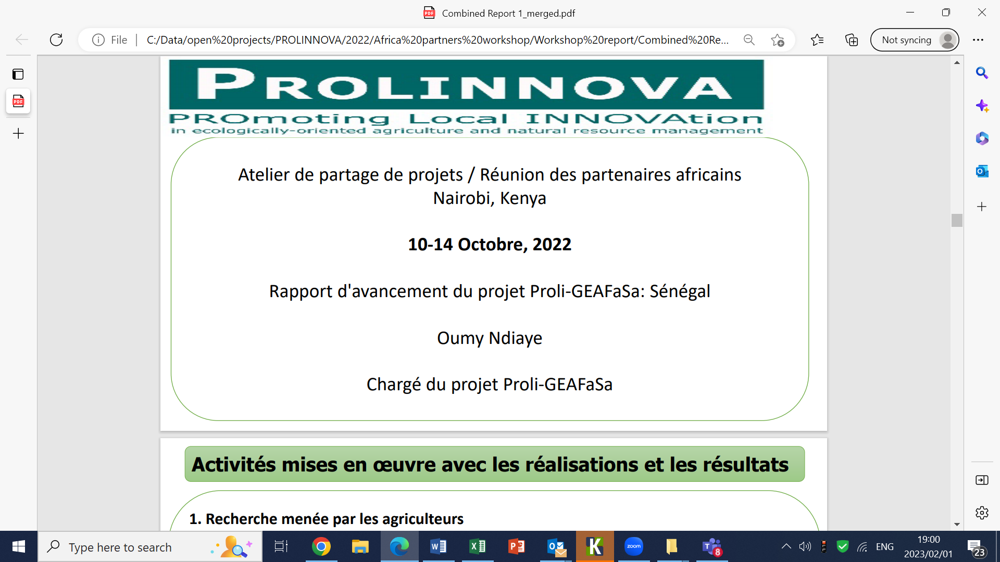 Combined Report 1_merged.pdf
File
C:/Data/open%20projects/PROLINNOVA/2022/Africa%20partners%20workshop/Workshop%20report/Combined%20Re...
Not syncing
PROLINNOVA
PROmoting Local INNOVAtion
in ecologically-oriented agriculture and natural resource management
Atelier de partage de projets / Réunion des partenaires africains
Nairobi, Kenya
10-14 Octobre, 2022
Rapport d'avancement du projet Proli-GEAFaSa: Sénégal
Oumy Ndiaye
Chargé du projet Proli-GEAFaSa
Activités mises en œuvre avec les réalisations et les résultats
1. Recherche menée par les agriculteurs
Type here to search
zoom
8
ENG
19:00
2023/02/01
23